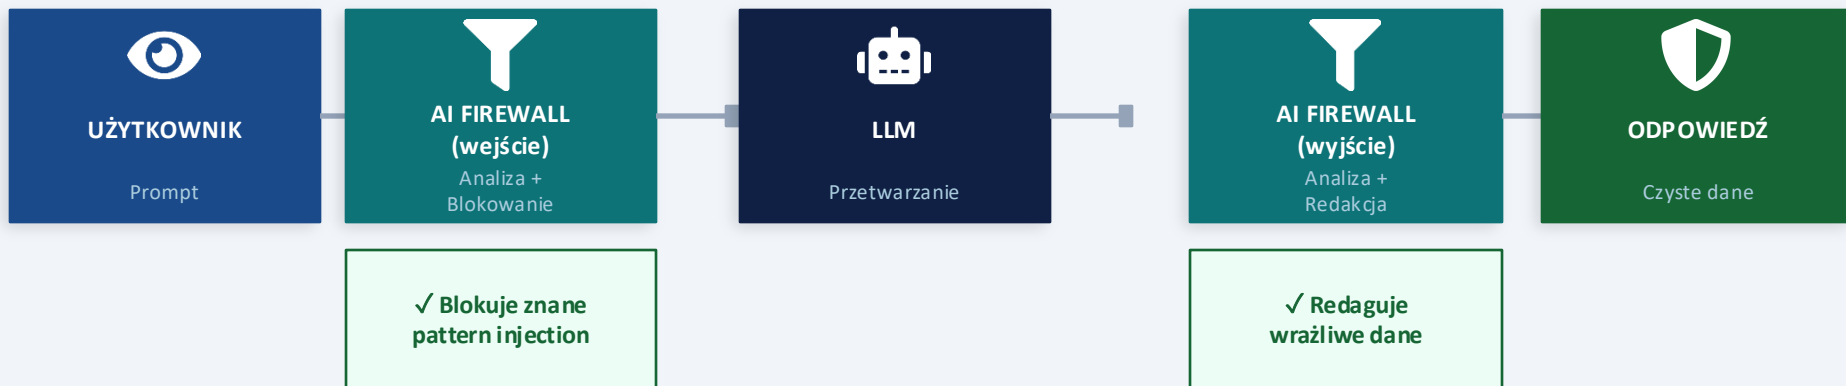 UŻYTKOWNIK
Prompt
AI FIREWALL
(wejście)
Analiza +
Blokowanie
LLM
Przetwarzanie
AI FIREWALL
(wyjście)
Analiza +
Redakcja
ODPOWIEDŹ
Czyste dane
✓ Blokuje znane
pattern injection
✓ Redaguje
wrażliwe dane